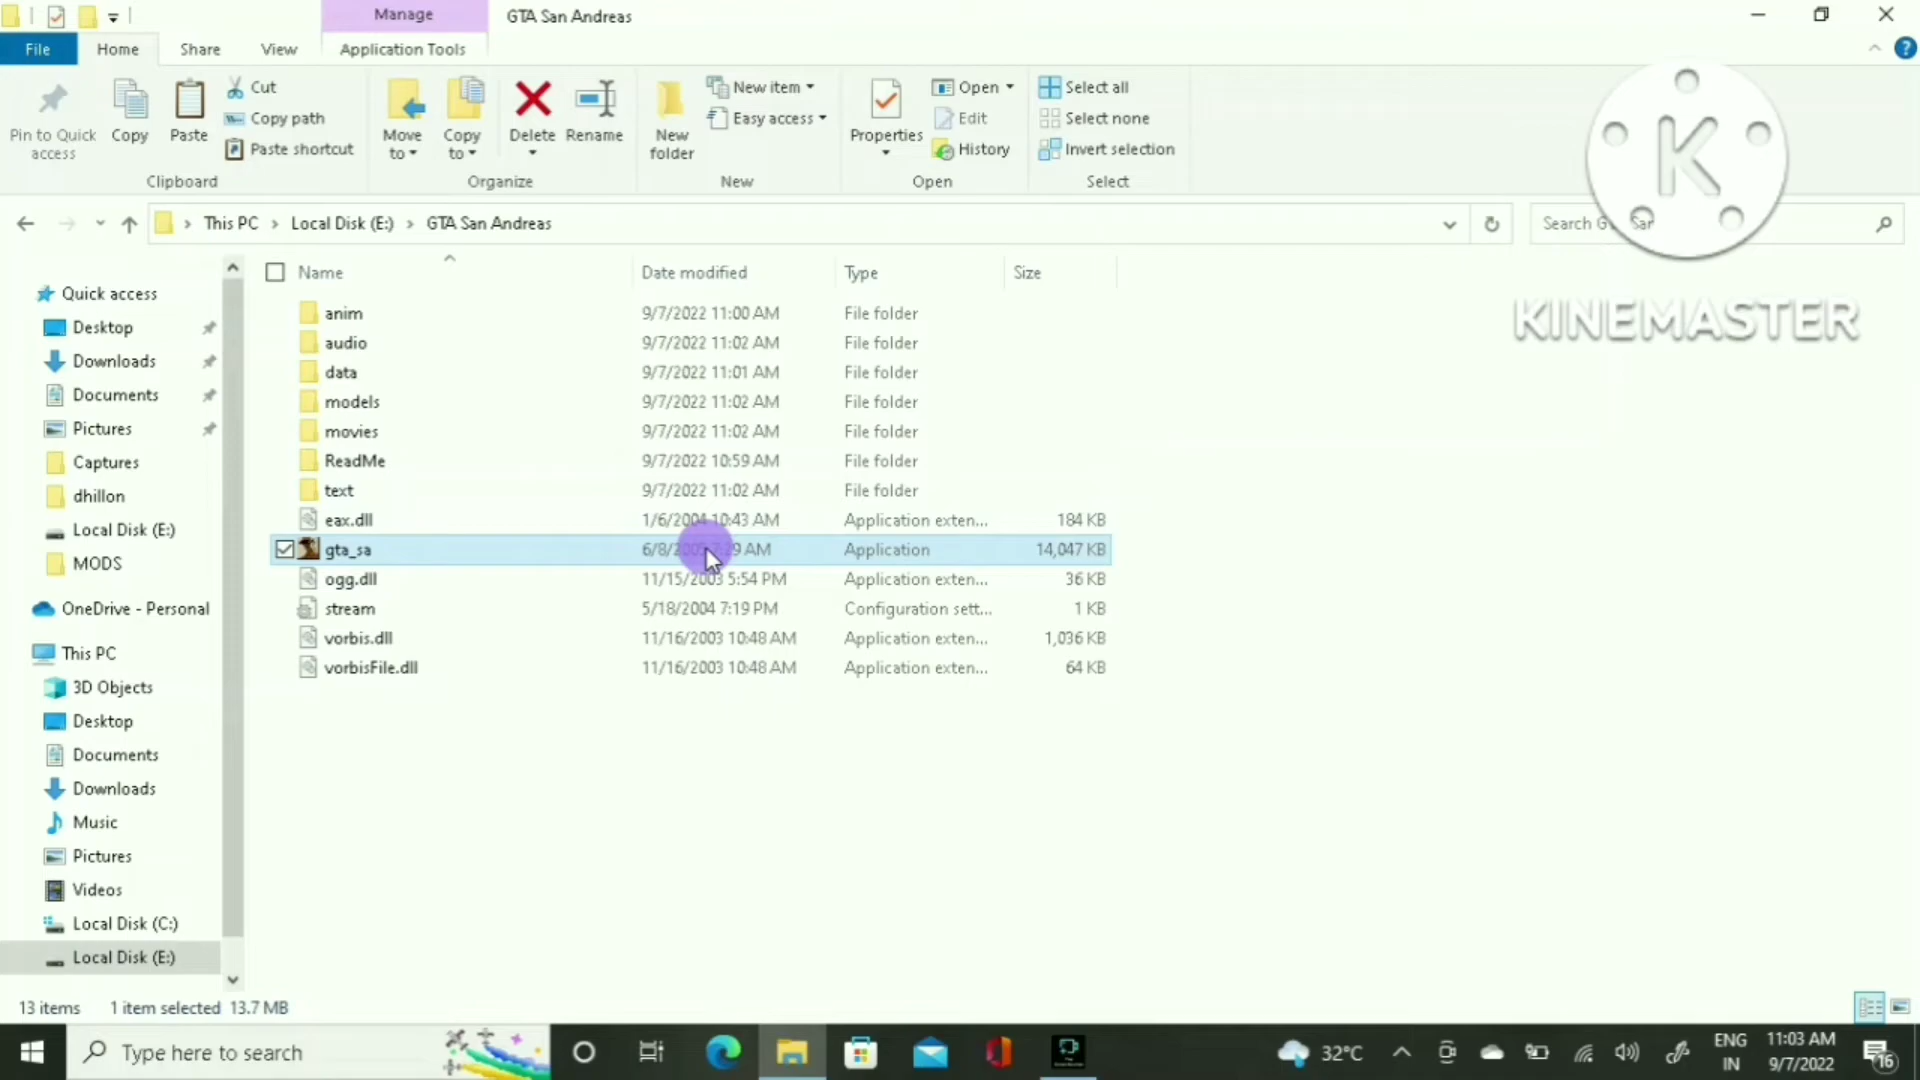 Manage
GTA San Andreas
File
Home
Share
View
Application Tools
Pin to Quick access
Copy
Paste
Cut
Copy path
Paste shortcut
Clipboard
Move to
Copy to
Delete
Rename
Organize
New folder
New item
Easy access
New
Properties
Open
Edit
History
Open
Select all
Select none
Invert selection
Select
K
KINEMASTER
This PC > Local Disk (E:) > GTA San Andreas
Search
Quick access
Desktop
Downloads
Documents
Pictures
Captures
dhillon
Local Disk (E:)
MODS
OneDrive - Personal
This PC
3D Objects
Desktop
Documents
Downloads
Music
Pictures
Videos
Local Disk (C:)
Local Disk (E:)
Name Date modified Type Size
anim 9/7/2022 11:00 AM File folder
audio 9/7/2022 11:02 AM File folder
data 9/7/2022 11:01 AM File folder
models 9/7/2022 11:02 AM File folder
movies 9/7/2022 11:02 AM File folder
ReadMe 9/7/2022 10:59 AM File folder
text 9/7/2022 11:02 AM File folder
eax.dll 1/6/2004 10:43 AM Application exten... 184 KB
gta_sa AM Application 14,047 KB
ogg.dll 11/15/2003 5:54 PM Application exten... 36 KB
stream 5/18/2004 7:19 PM Configuration sett... 1 KB
vorbis.dll 11/16/2003 10:48 AM Application exten... 1,036 KB
vorbisFile.dll 11/16/2003 10:48 AM Application exten... 64 KB
13 items 1 item selected 13.7 MB
Type here to search
32°C
ENG
IN
11:03 AM
9/7/2022
16